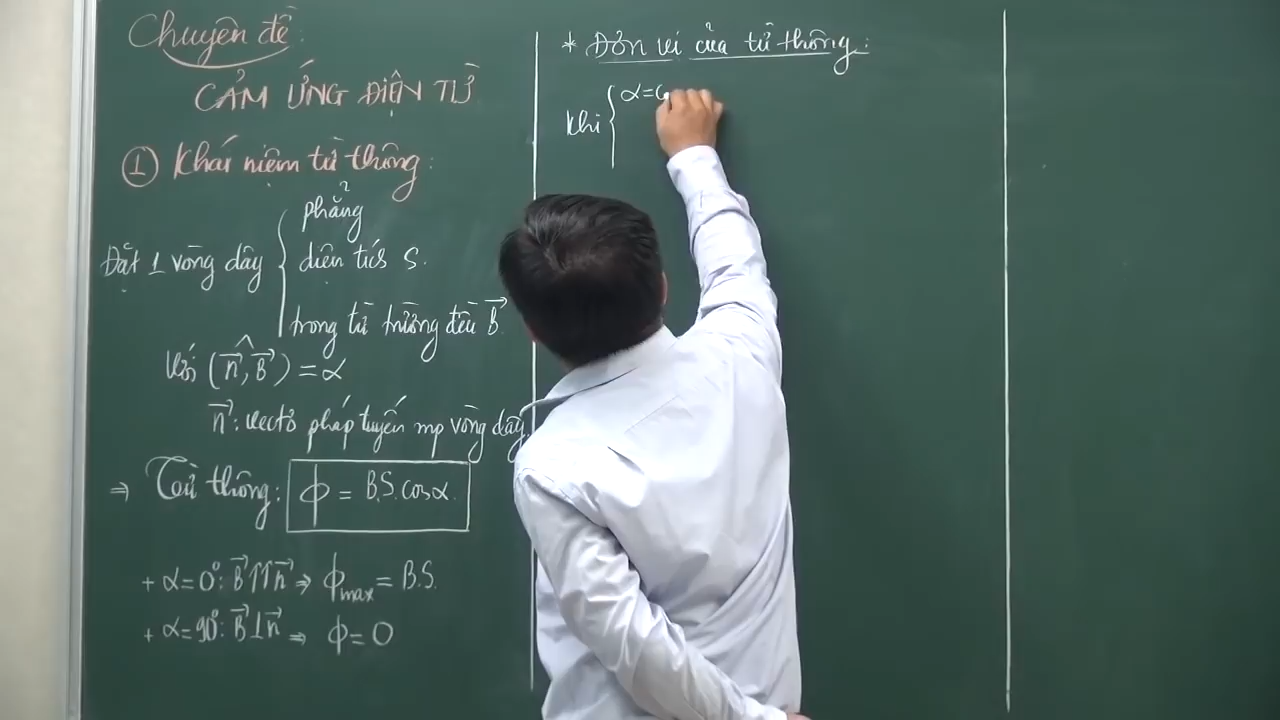 Chuyên đề:
CẢM ỨNG ĐIỆN TỪ
① Khái niệm từ thông:
Đặt 1 vòng dây { phẳng
diện tích S.
trong từ trường đều B⃗
Với (n⃗, B⃗) = α
n⃗: vectơ pháp tuyến mp vòng dây.
⇒ Từ thông: Φ = B.S.cosα.
+ α = 0°: B⃗ ↑↑ n⃗ ⇒ Φmax = B.S.
+ α = 90°: B⃗ ⊥ n⃗ ⇒ Φ = 0
* Đơn vị của từ thông:
Khi { α =